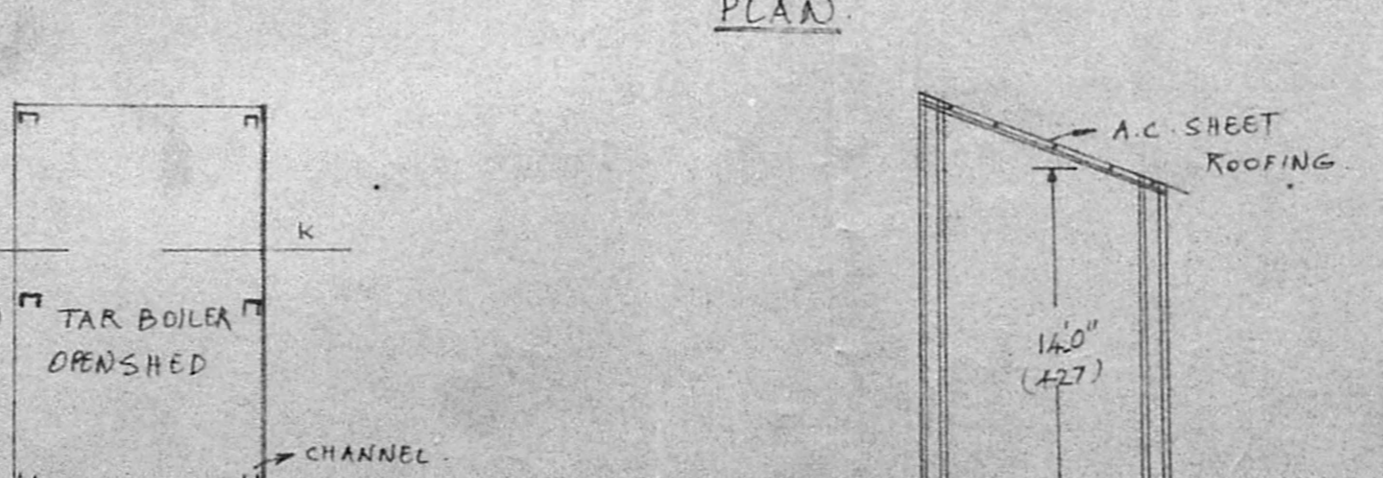 PLAN.
A.C. SHEET
ROOFING.
K
TAR BOILER
OPENSHED
14'0"
(427)
CHANNEL.